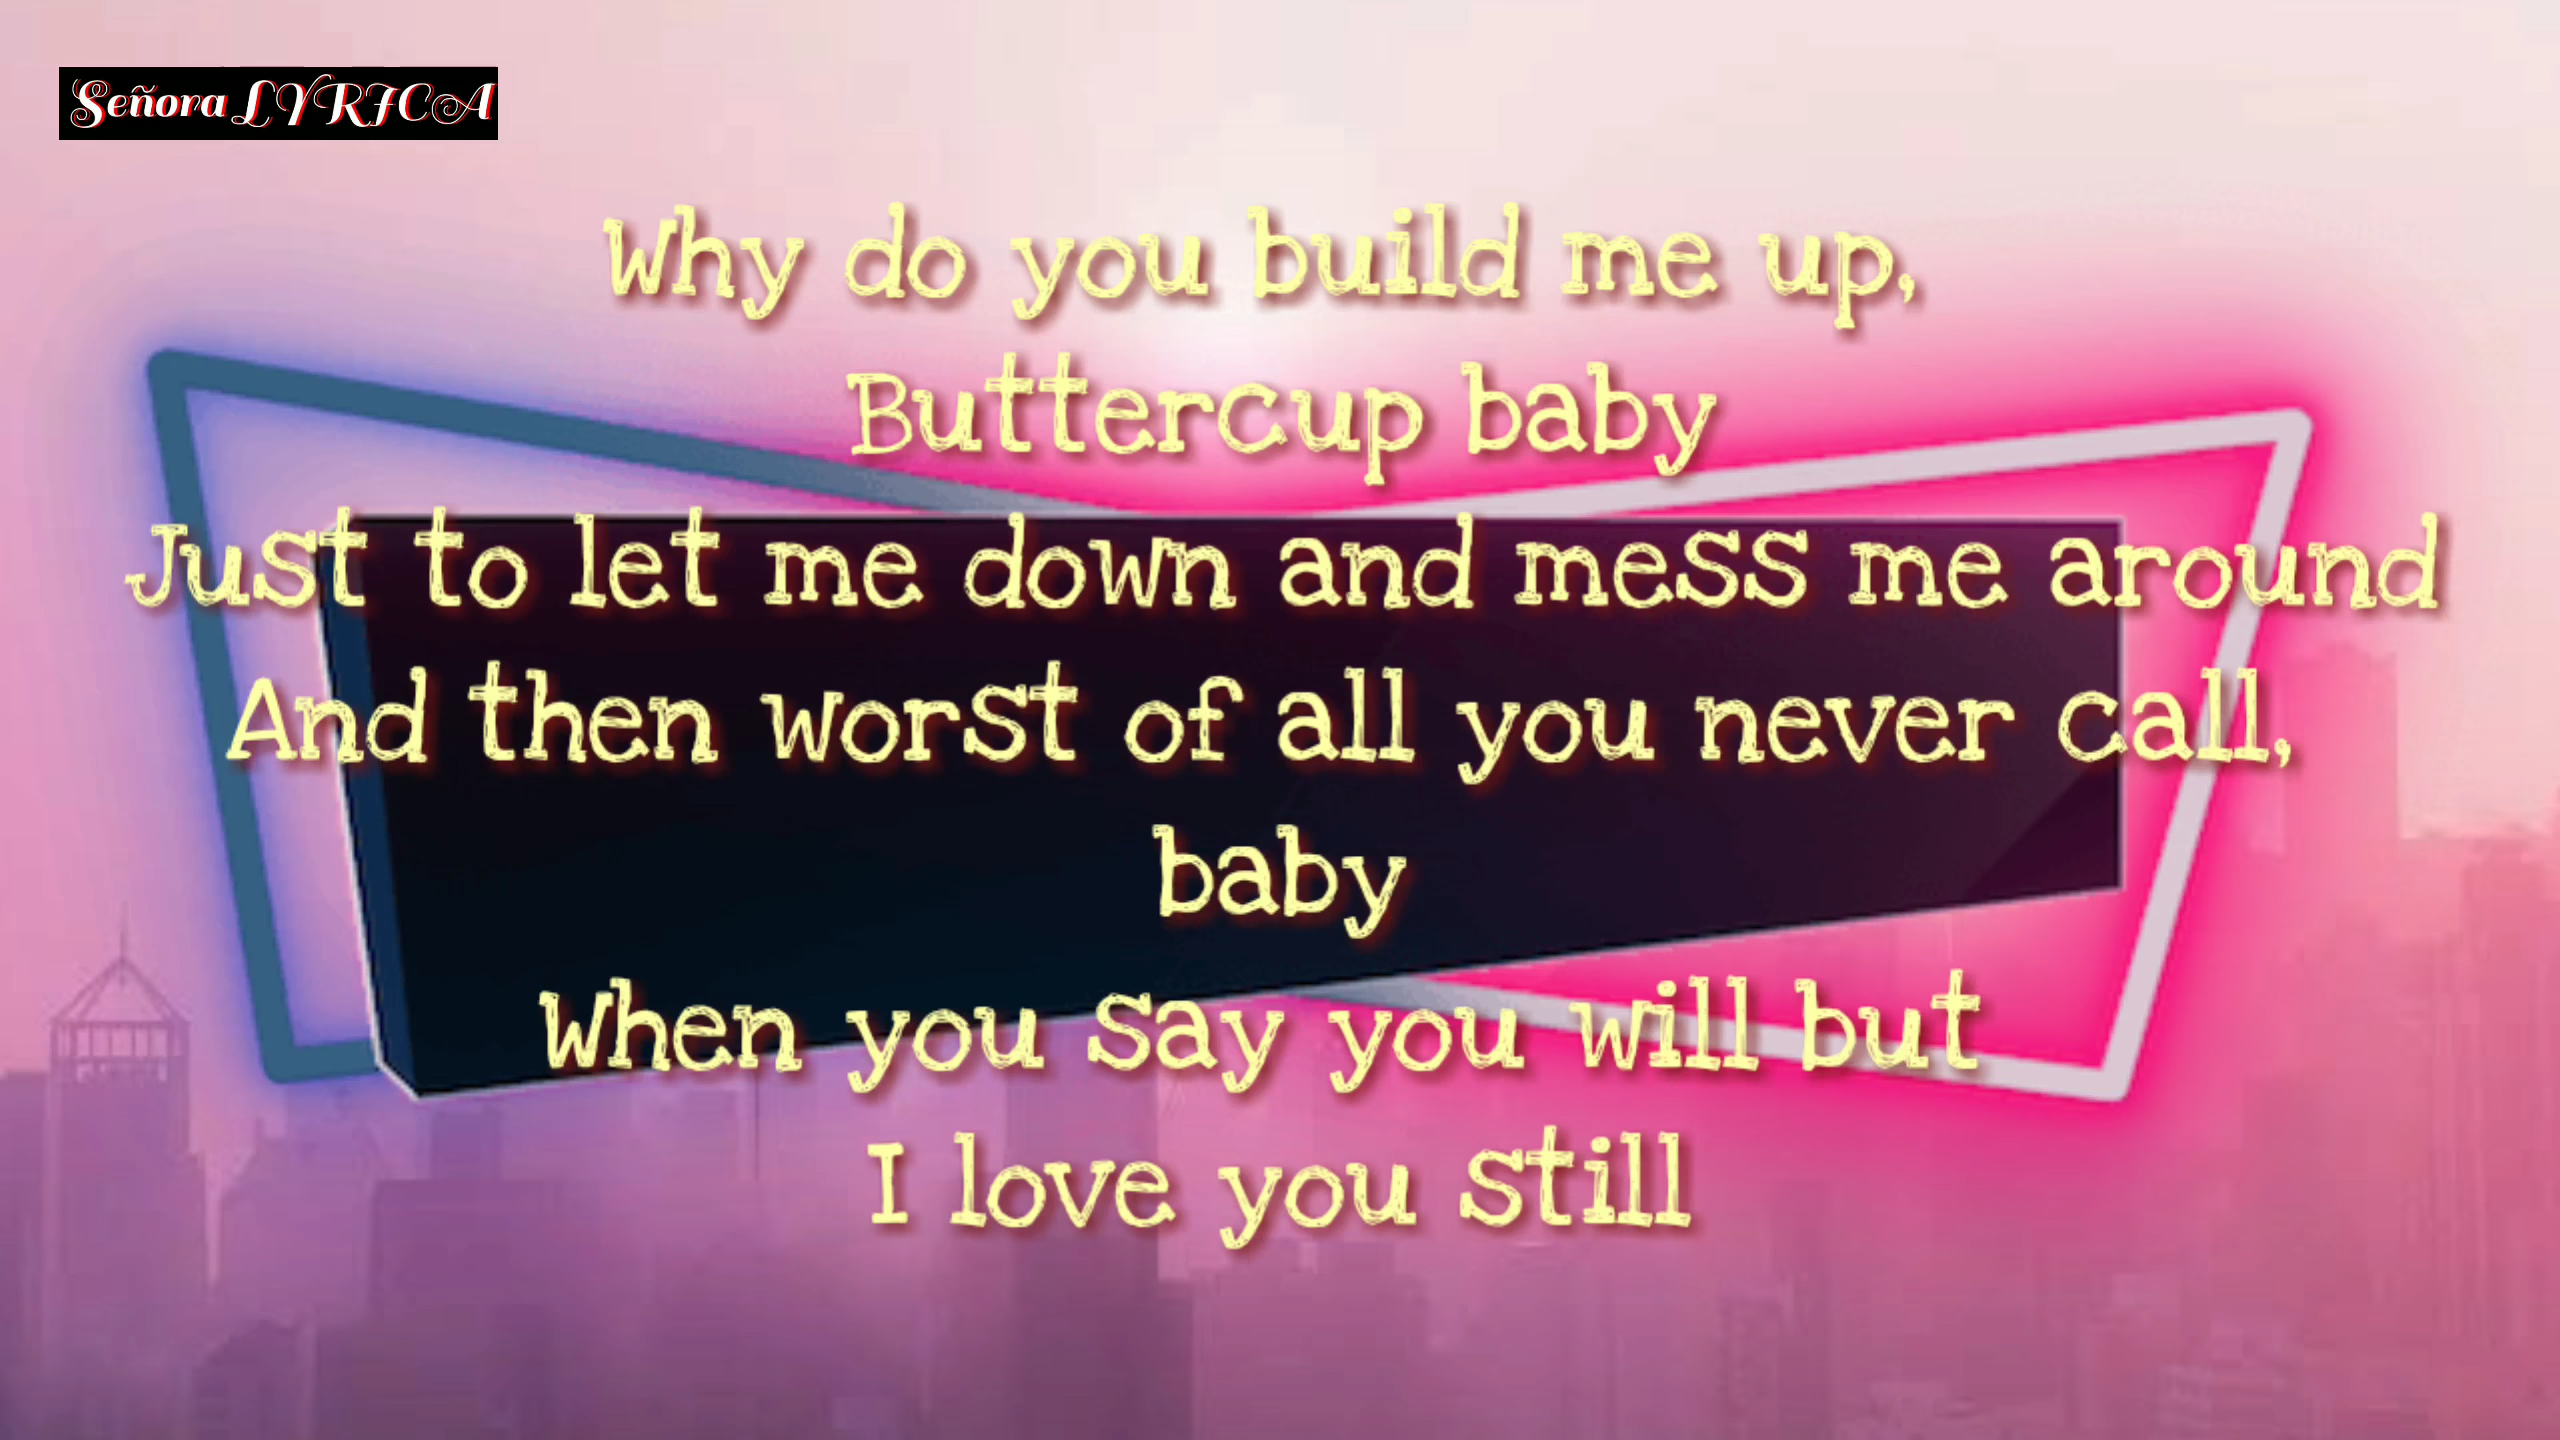 Señora LYRICA
Why do you build me up,
Buttercup baby
Just to let me down and mess me around
And then worst of all you never call,
baby
When you say you will but
I love you still